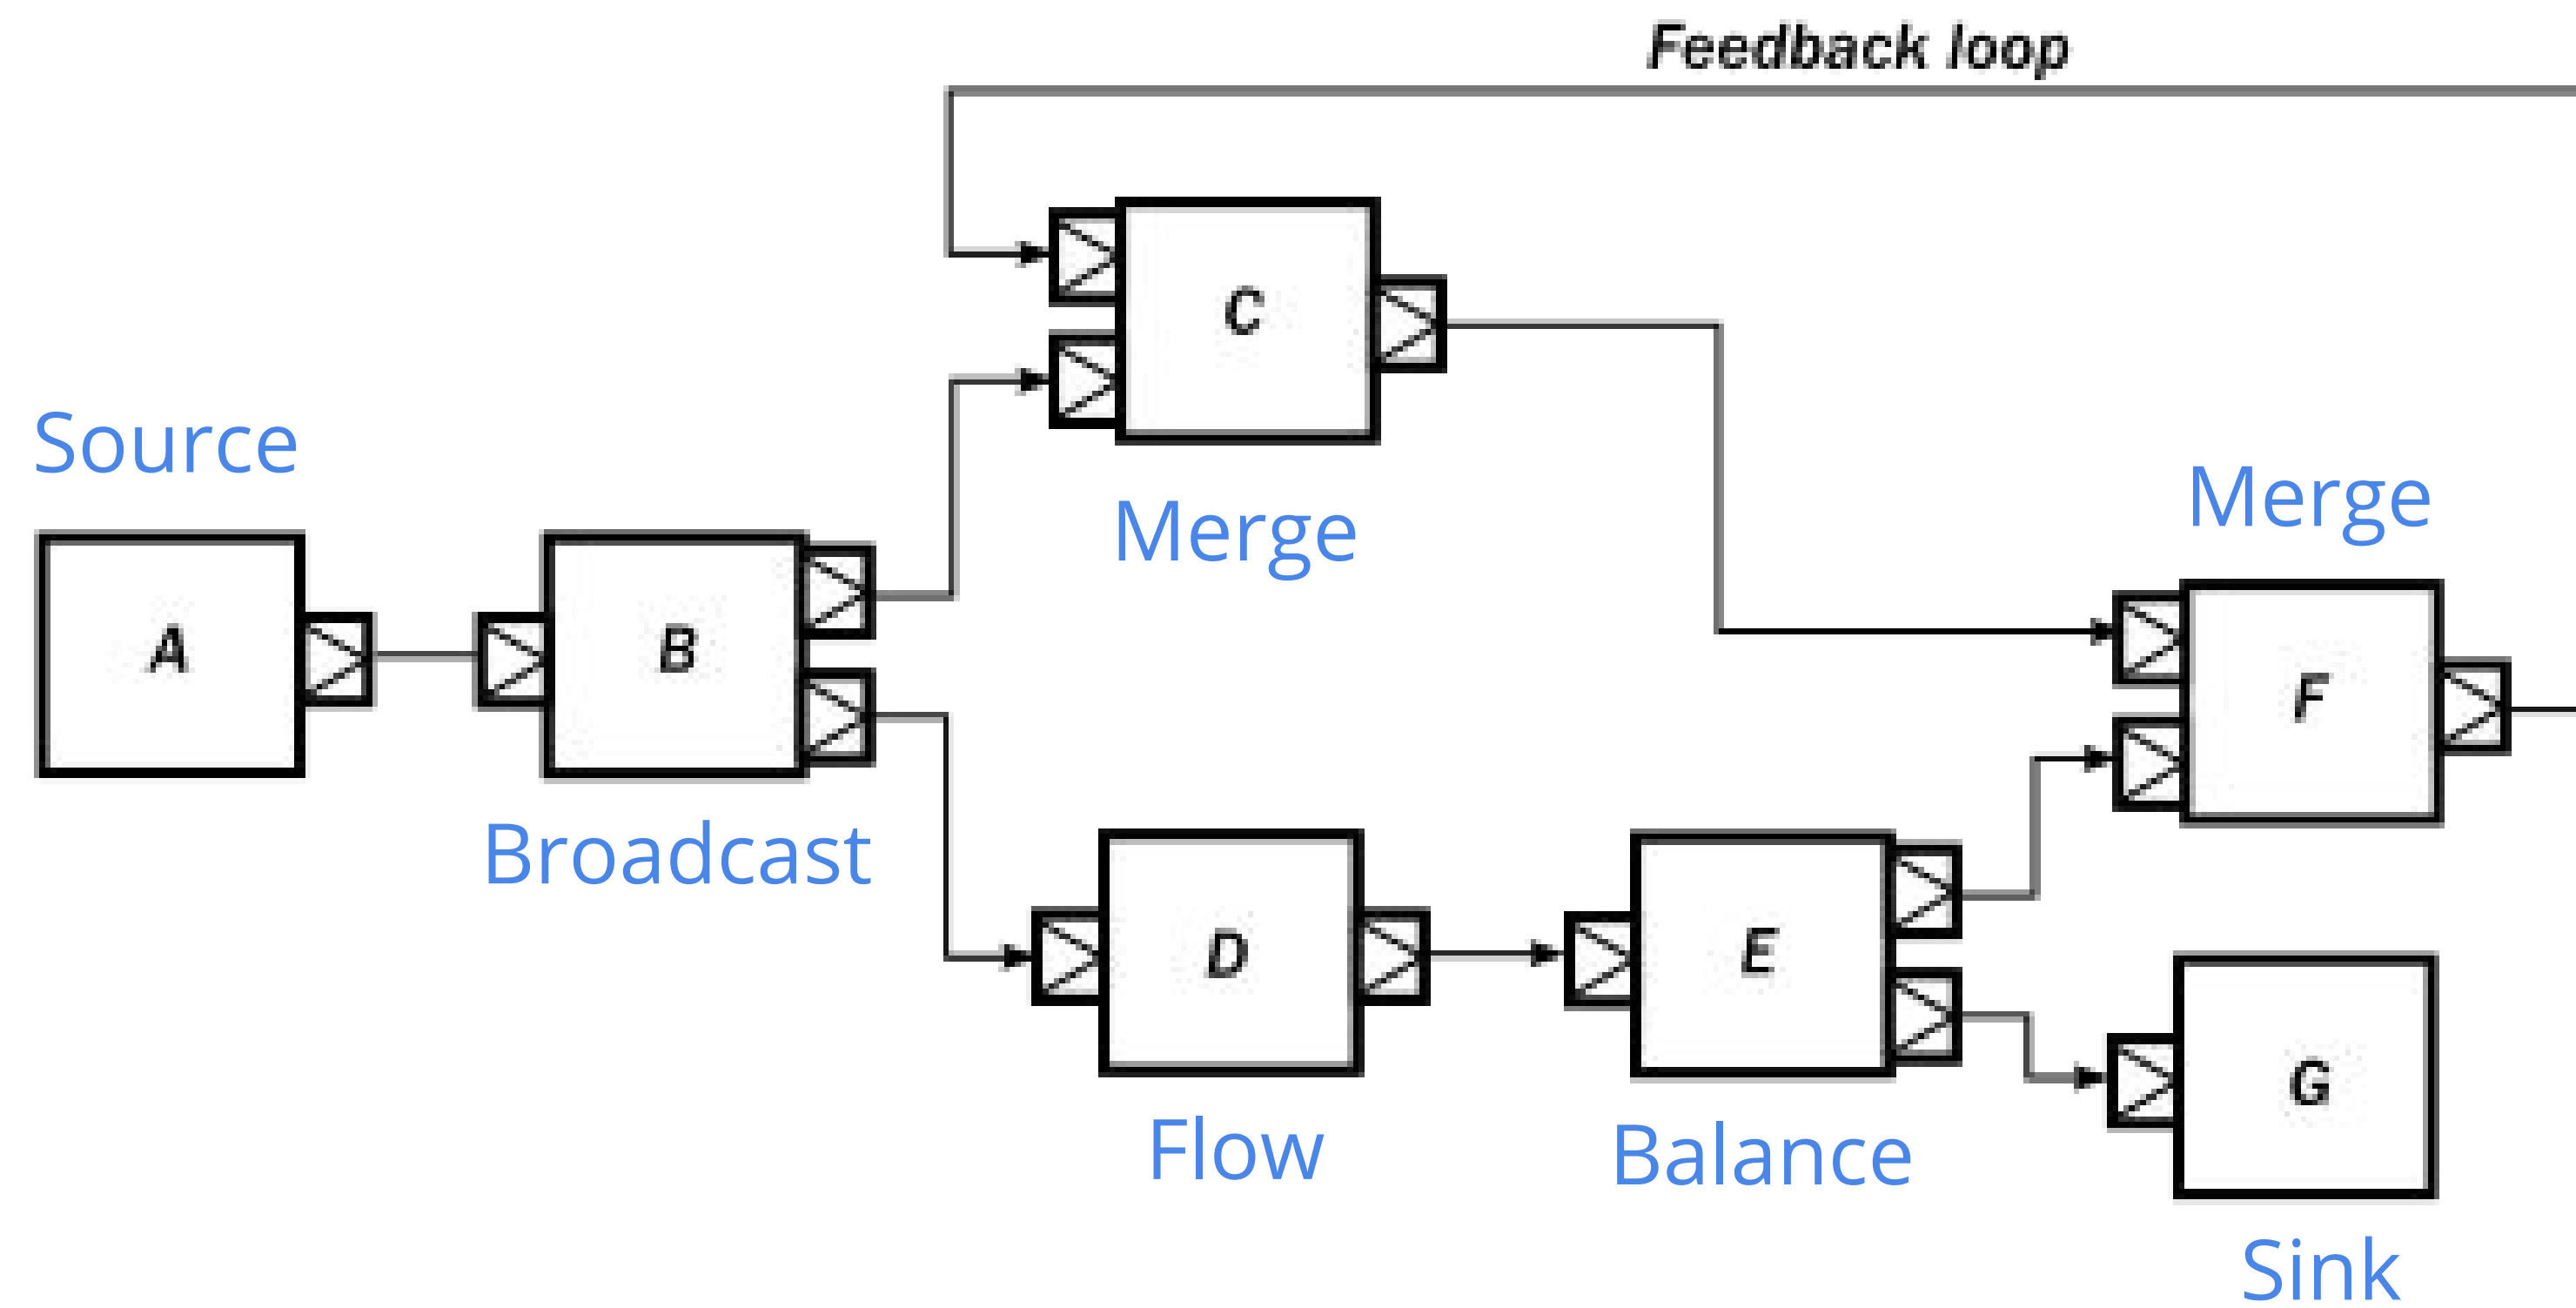 Feedback loop
C
Source
Merge
Merge
A
B
F
Broadcast
D
E
G
Flow
Balance
Sink